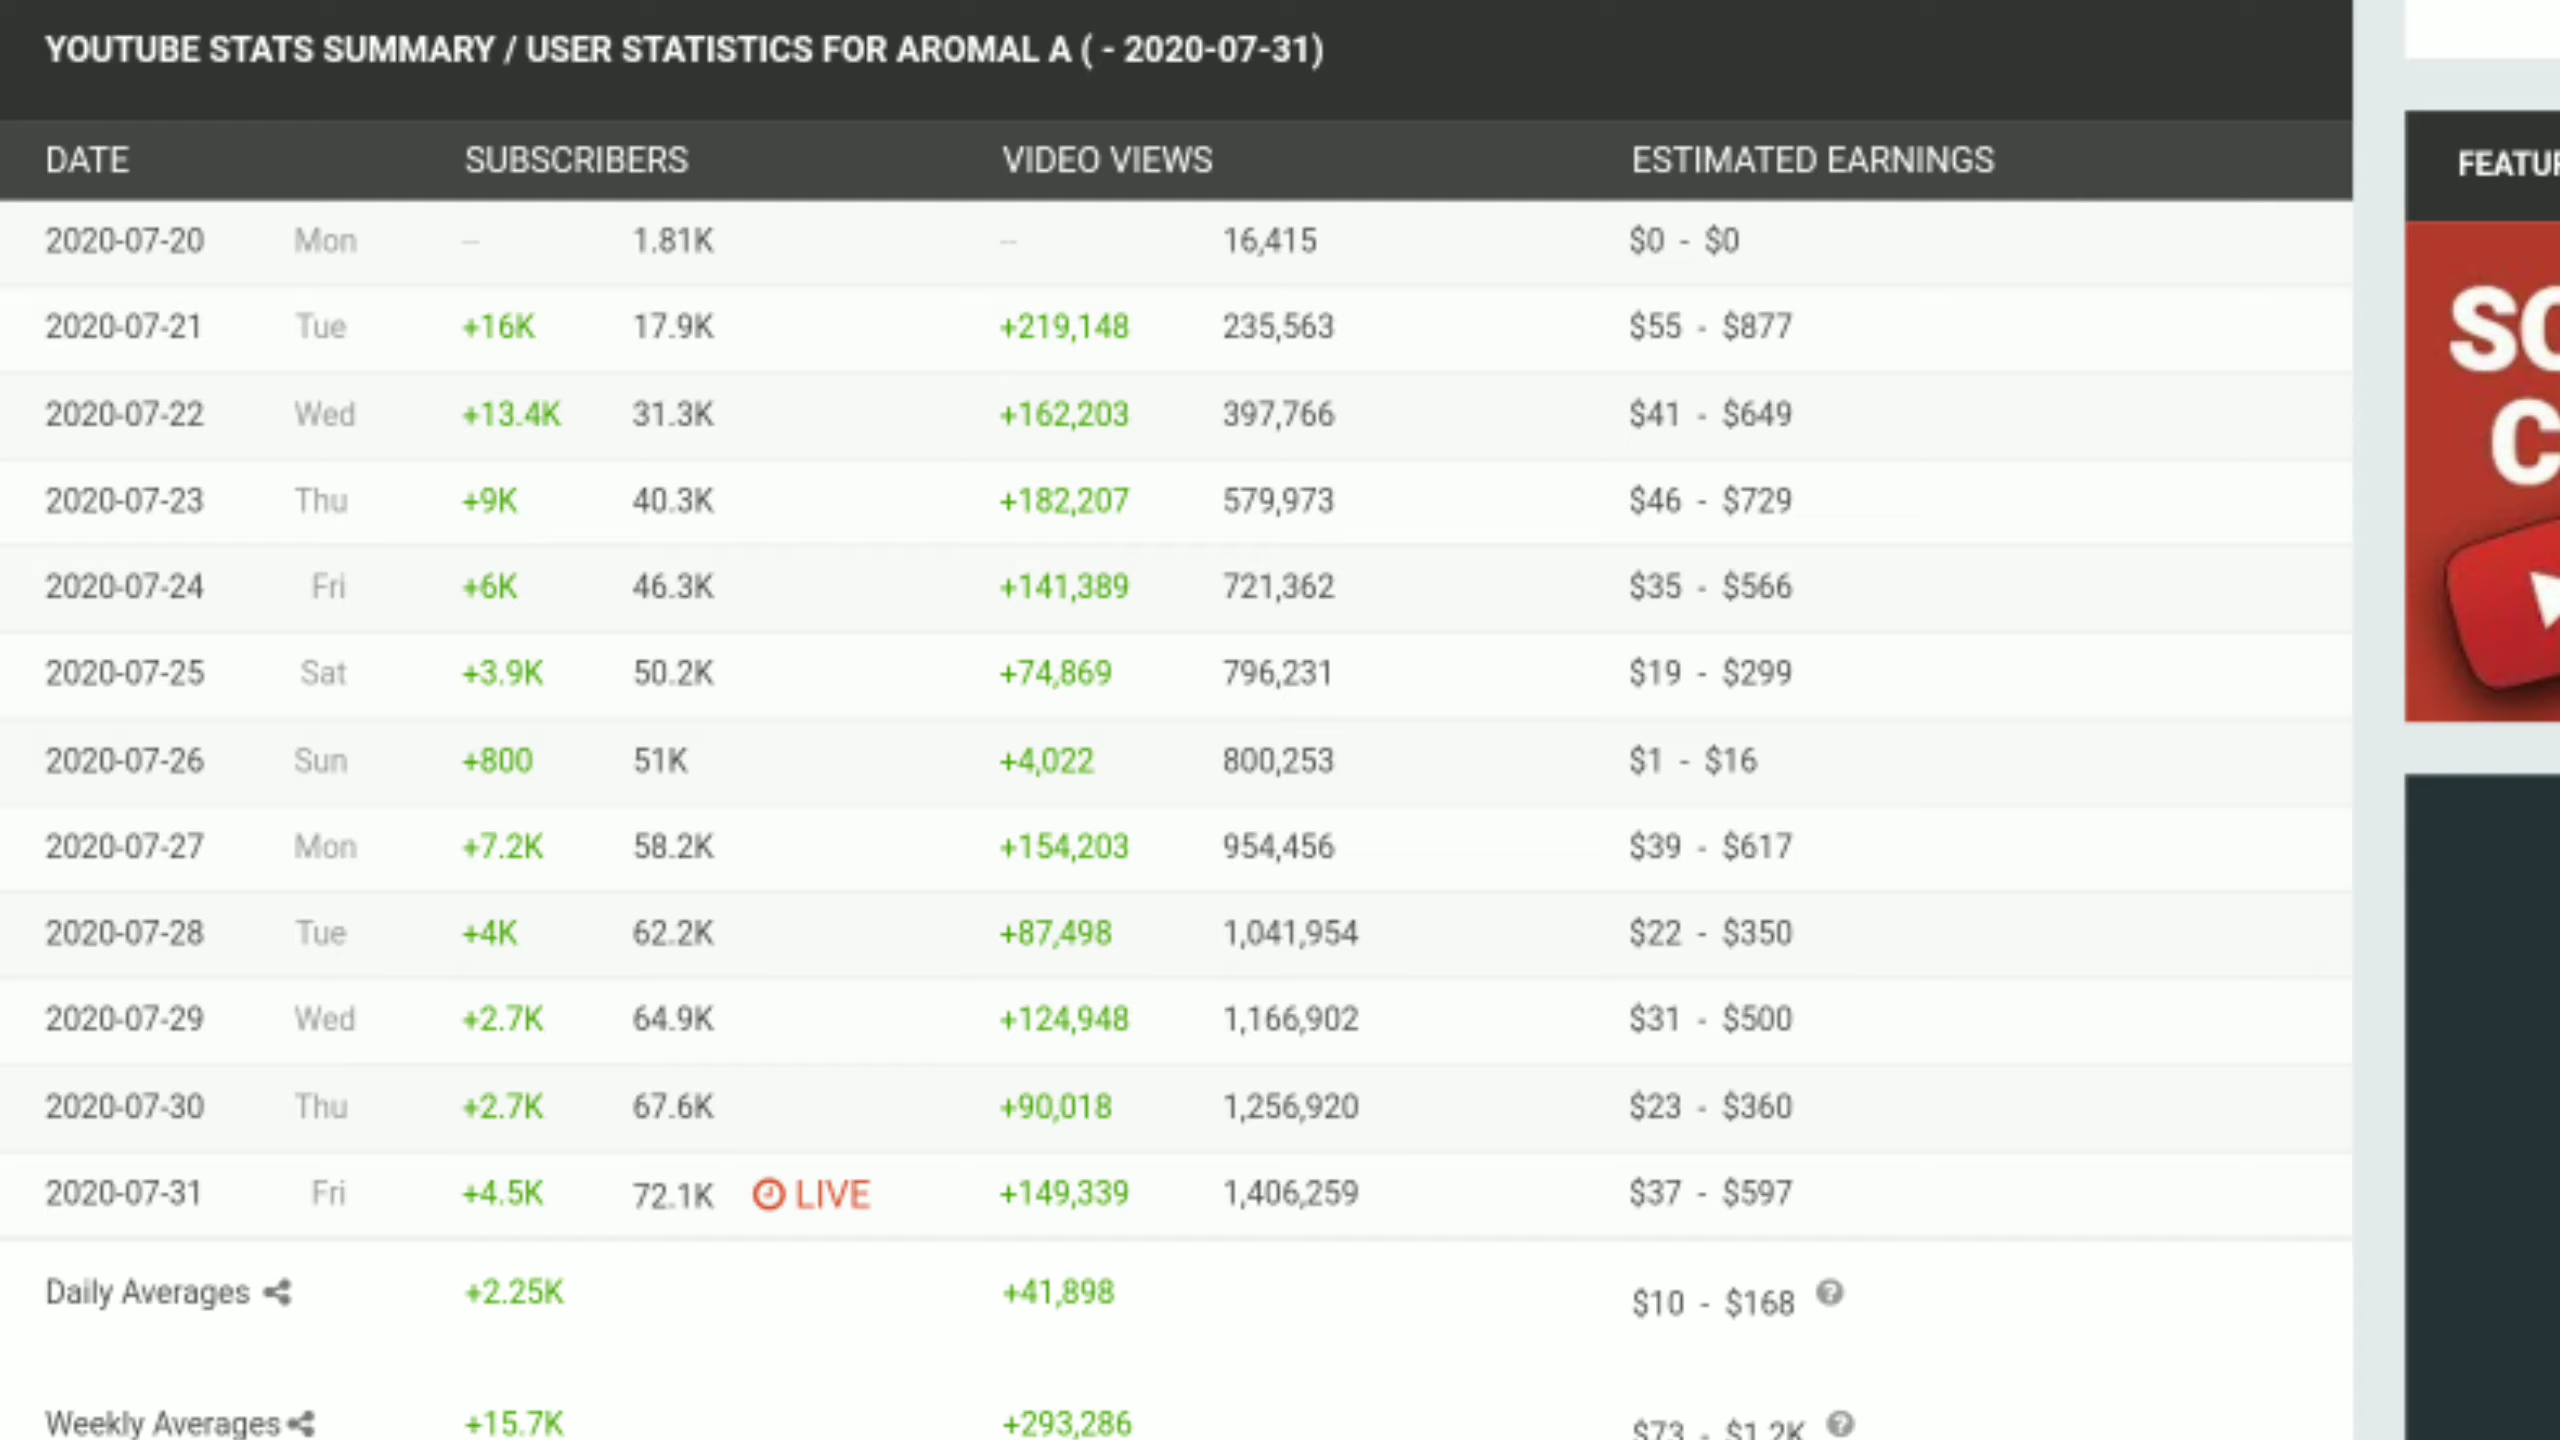 YOUTUBE STATS SUMMARY / USER STATISTICS FOR AROMAL A ( - 2020-07-31)
DATE SUBSCRIBERS VIDEO VIEWS ESTIMATED EARNINGS
2020-07-20 Mon -- 1.81K -- 16,415 $0 - $0
2020-07-21 Tue +16K 17.9K +219,148 235,563 $55 - $877
2020-07-22 Wed +13.4K 31.3K +162,203 397,766 $41 - $649
2020-07-23 Thu +9K 40.3K +182,207 579,973 $46 - $729
2020-07-24 Fri +6K 46.3K +141,389 721,362 $35 - $566
2020-07-25 Sat +3.9K 50.2K +74,869 796,231 $19 - $299
2020-07-26 Sun +800 51K +4,022 800,253 $1 - $16
2020-07-27 Mon +7.2K 58.2K +154,203 954,456 $39 - $617
2020-07-28 Tue +4K 62.2K +87,498 1,041,954 $22 - $350
2020-07-29 Wed +2.7K 64.9K +124,948 1,166,902 $31 - $500
2020-07-30 Thu +2.7K 67.6K +90,018 1,256,920 $23 - $360
2020-07-31 Fri +4.5K 72.1K LIVE +149,339 1,406,259 $37 - $597
Daily Averages +2.25K +41,898 $10 - $168
Weekly Averages +15.7K +293,286 $73 - $1.2K